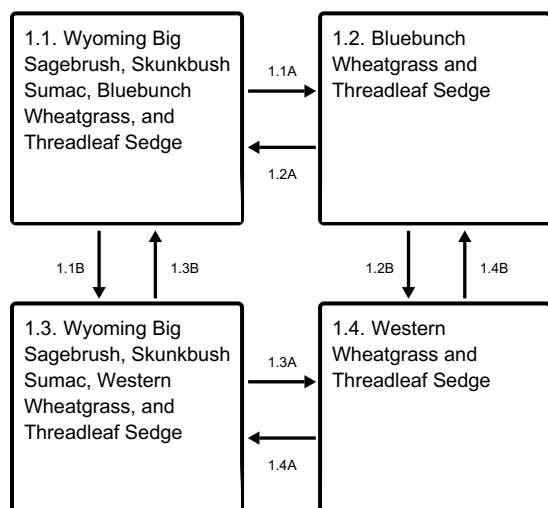 1.1. Wyoming Big
Sagebrush, Skunkbush
Sumac, Bluebunch
Wheatgrass, and
Threadleaf Sedge
1.1A
1.2A
1.2. Bluebunch
Wheatgrass and
Threadleaf Sedge
1.1B
1.3B
1.2B
1.4B
1.3. Wyoming Big
Sagebrush, Skunkbush
Sumac, Western
Wheatgrass, and
Threadleaf Sedge
1.3A
1.4A
1.4. Western
Wheatgrass and
Threadleaf Sedge